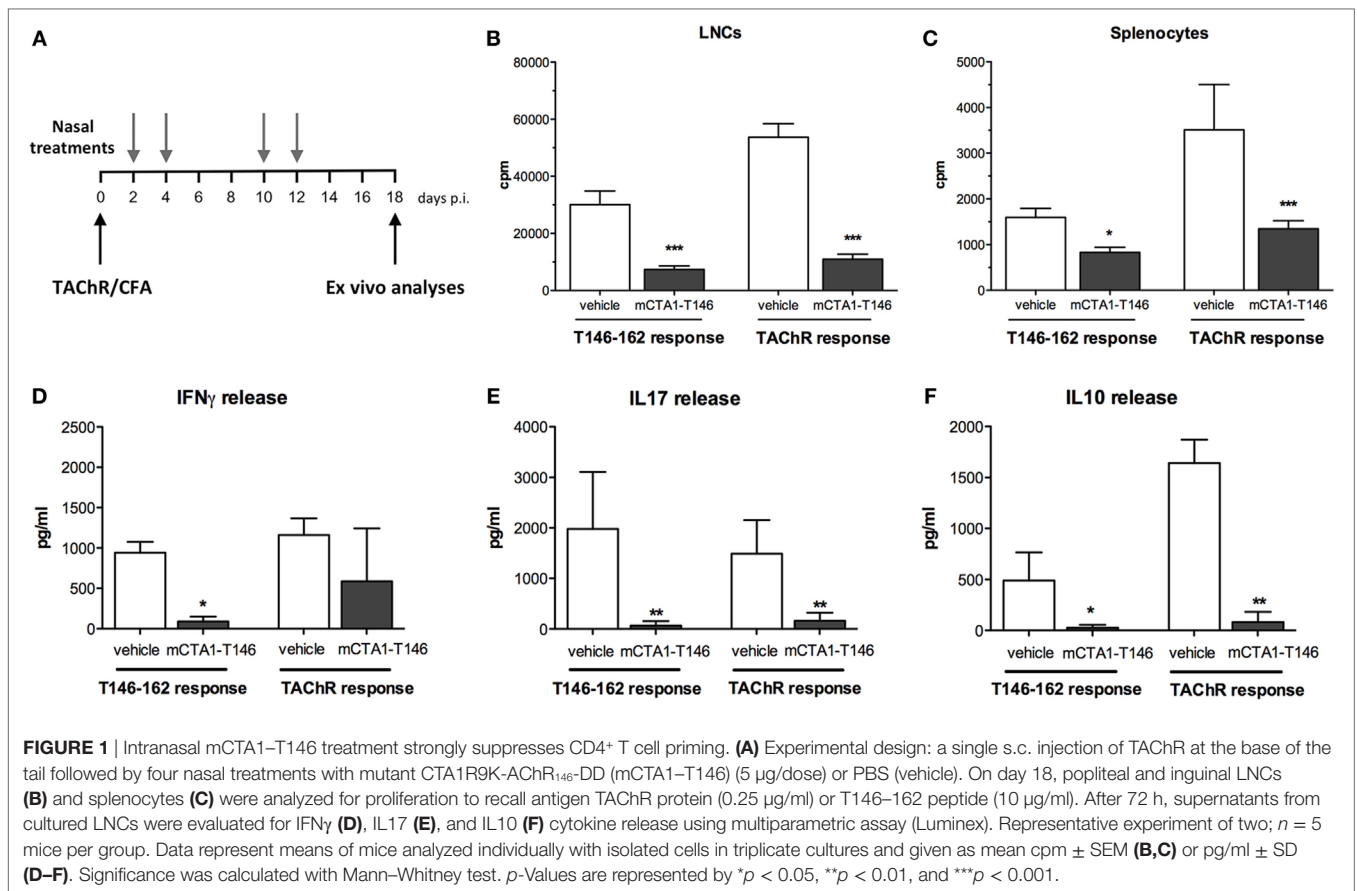 A
Nasal
treatments
0 2 4 6 8 10 12 14 16 18 days p.i.
TAChR/CFA
Ex vivo analyses
B
LNCs
cpm
80000
60000
40000
20000
0
***
***
vehicle mCTA1-T146 vehicle mCTA1-T146
T146-162 response TAChR response
C
Splenocytes
cpm
5000
4000
3000
2000
1000
0
*
***
vehicle mCTA1-T146 vehicle mCTA1-T146
T146-162 response TAChR response
D
IFNγ release
pg/ml
2500
2000
1500
1000
500
0
*
vehicle mCTA1-T146 vehicle mCTA1-T146
T146-162 response TAChR response
E
IL17 release
pg/ml
4000
3000
2000
1000
0
**
**
vehicle mCTA1-T146 vehicle mCTA1-T146
T146-162 response TAChR response
F
IL10 release
pg/ml
2000
1500
1000
500
0
*
**
vehicle mCTA1-T146 vehicle mCTA1-T146
T146-162 response TAChR response
FIGURE 1 | Intranasal mCTA1–T146 treatment strongly suppresses CD4⁺ T cell priming. (A) Experimental design: a single s.c. injection of TAChR at the base of the
tail followed by four nasal treatments with mutant CTA1R9K-AChR₁₄₆-DD (mCTA1–T146) (5 µg/dose) or PBS (vehicle). On day 18, popliteal and inguinal LNCs
(B) and splenocytes (C) were analyzed for proliferation to recall antigen TAChR protein (0.25 µg/ml) or T146–162 peptide (10 µg/ml). After 72 h, supernatants from
cultured LNCs were evaluated for IFNγ (D), IL17 (E), and IL10 (F) cytokine release using multiparametric assay (Luminex). Representative experiment of two; n = 5
mice per group. Data represent means of mice analyzed individually with isolated cells in triplicate cultures and given as mean cpm ± SEM (B,C) or pg/ml ± SD
(D–F). Significance was calculated with Mann–Whitney test. p-Values are represented by *p < 0.05, **p < 0.01, and ***p < 0.001.